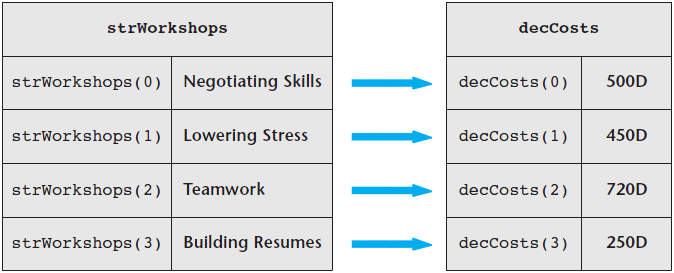 strWorkshops decCosts
strWorkshops(0) Negotiating Skills decCosts(0) 500D
strWorkshops(1) Lowering Stress decCosts(1) 450D
strWorkshops(2) Teamwork decCosts(2) 720D
strWorkshops(3) Building Resumes decCosts(3) 250D